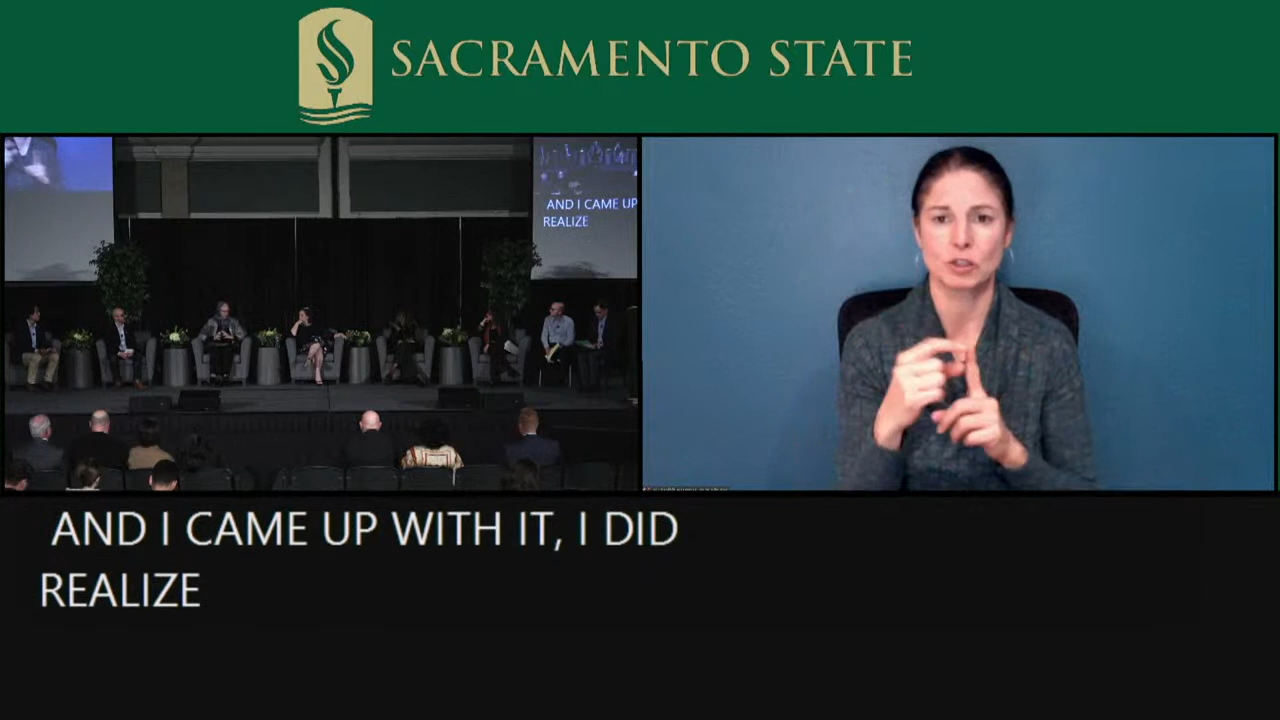 SACRAMENTO STATE
AND I CAME UP
REALIZE
AND I CAME UP WITH IT, I DID
REALIZE